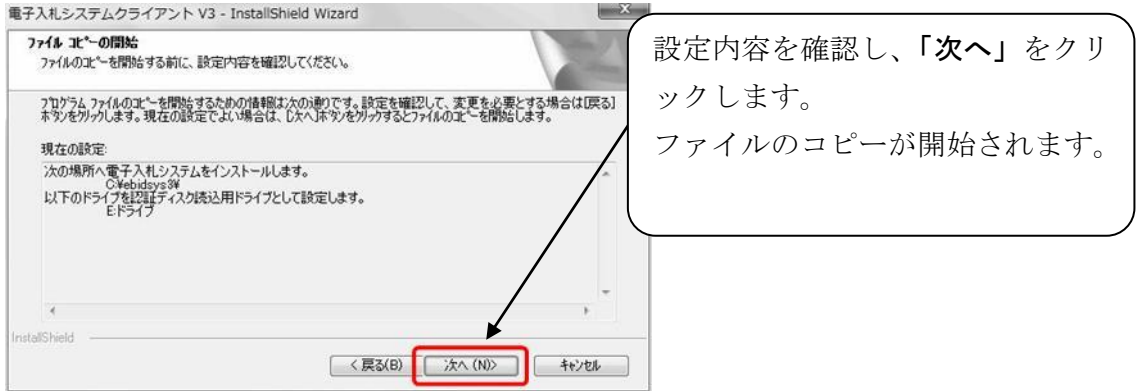 電子入札システムクライアント V3 - InstallShield Wizard
ファイル コピーの開始
ファイルのコピーを開始する前に、設定内容を確認してください。
プログラム ファイルのコピーを開始するための情報は次の通りです。設定を確認して、変更を必要とする場合は[戻る]
ボタンをクリックします。現在の設定でよい場合は、[次へ]ボタンをクリックするとファイルのコピーを開始します。
現在の設定:
次の場所へ電子入札システムをインストールします。
C:¥ebidsys3¥
以下のドライブを認証ディスク読込用ドライブとして設定します。
E:ドライブ
InstallShield
< 戻る(B)
次へ (N)>
キャンセル
設定内容を確認し、「次へ」をクリ
ックします。
ファイルのコピーが開始されます。